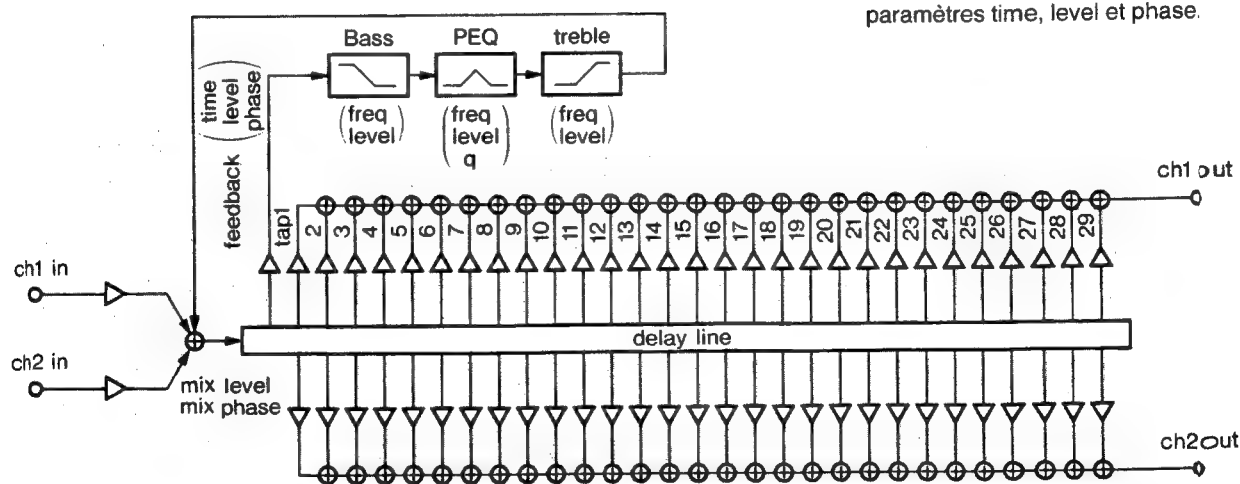 paramètres time, level et phase.
Bass
PEQ
treble
(freq
level)
(freq
level
q)
(freq
level)
(time
level
phase)
feedback
tap1
2
3
4
5
6
7
8
9
10
11
12
13
14
15
16
17
18
19
20
21
22
23
24
25
26
27
28
29
ch1 out
ch1 in
ch2 in
delay line
mix level
mix phase
ch2out